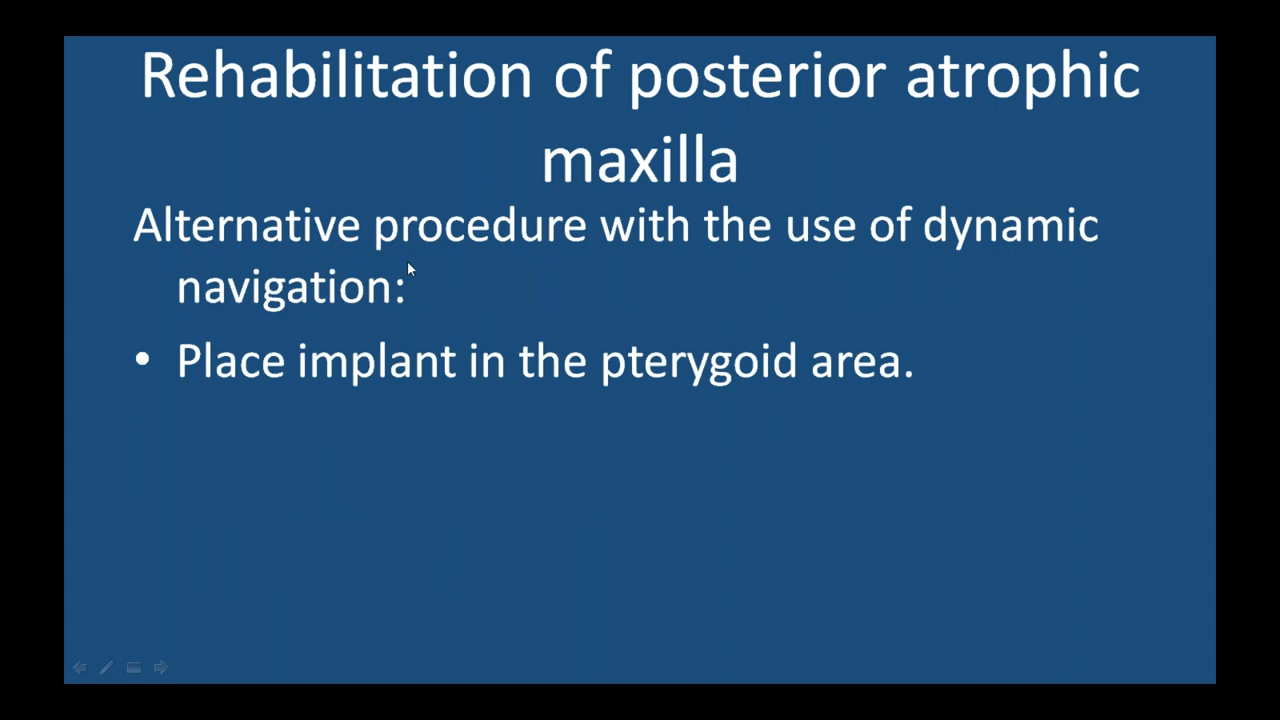 Rehabilitation of posterior atrophic
maxilla
Alternative procedure with the use of dynamic
navigation:
• Place implant in the pterygoid area.